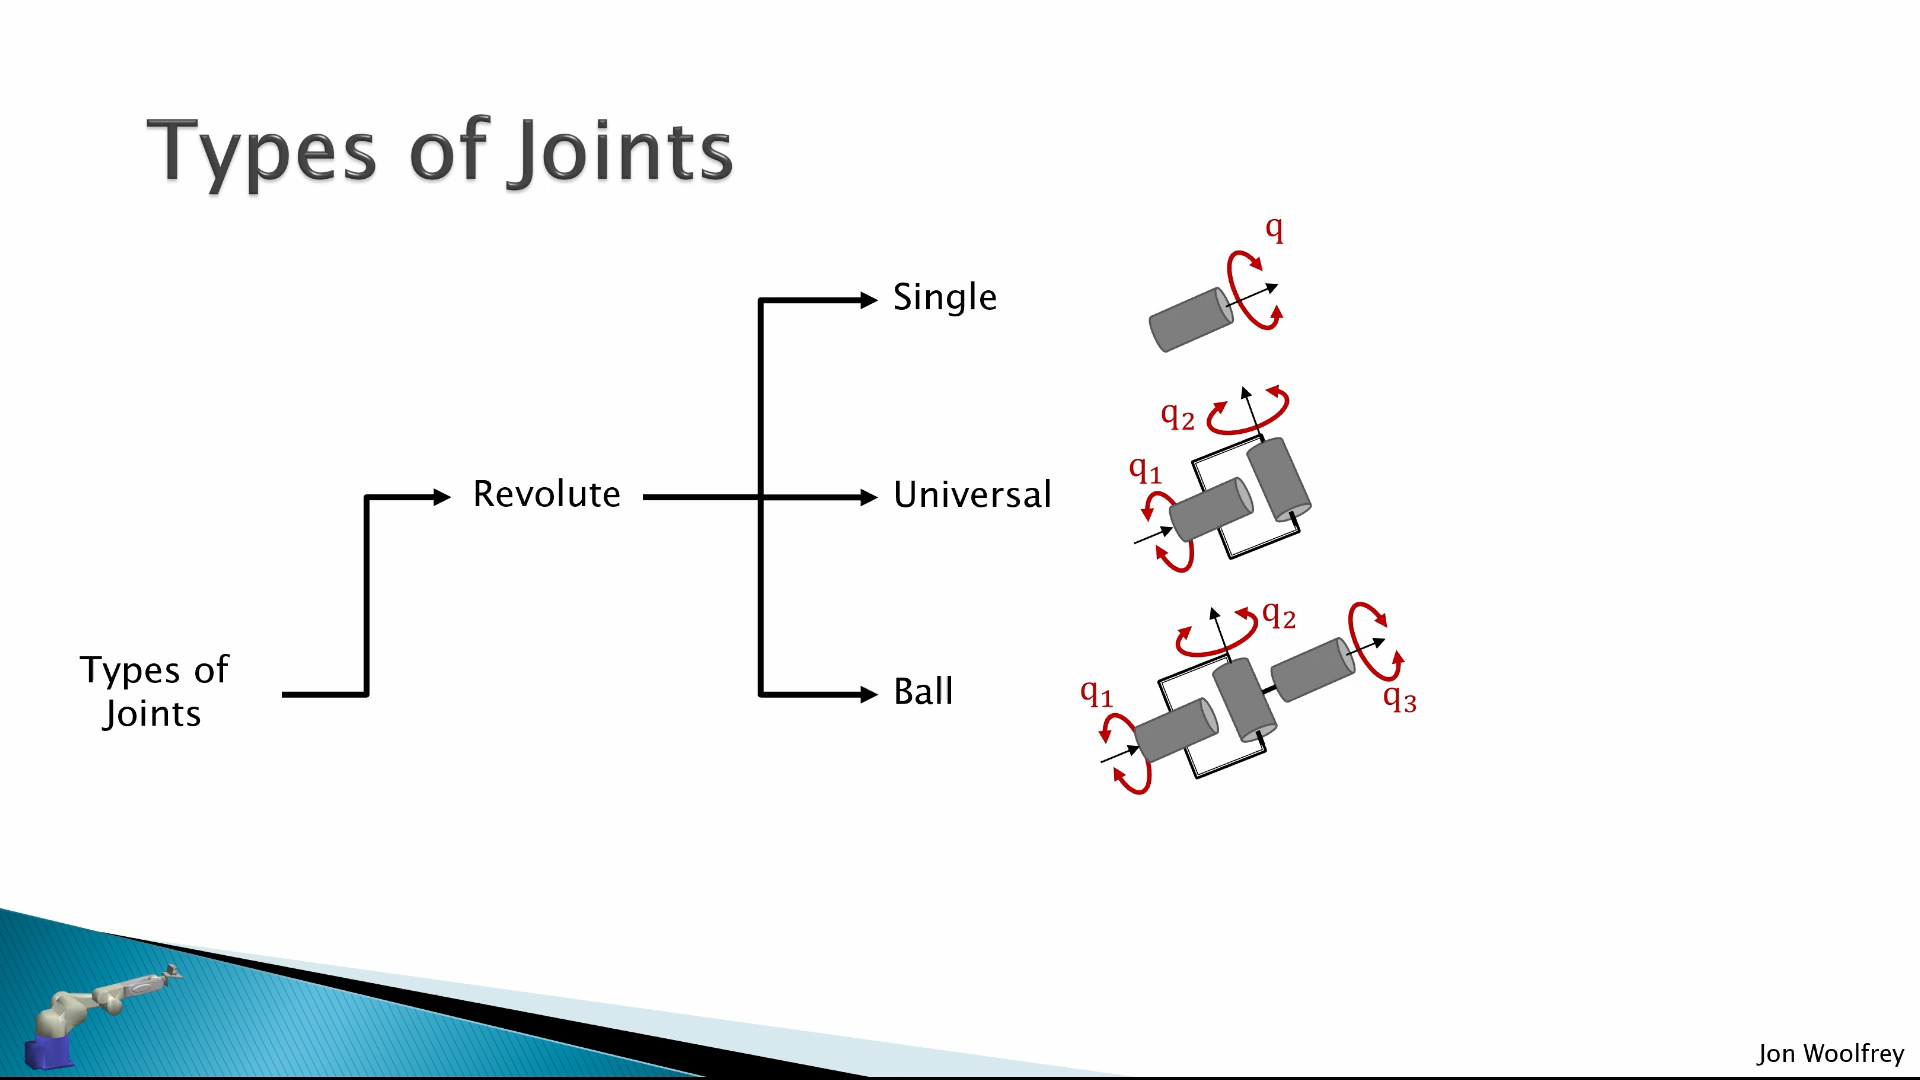 Types of Joints
q
Single
q₂
q₁
Revolute
Universal
q₂
Types of
Joints
Ball
q₁
q₃
Jon Woolfrey